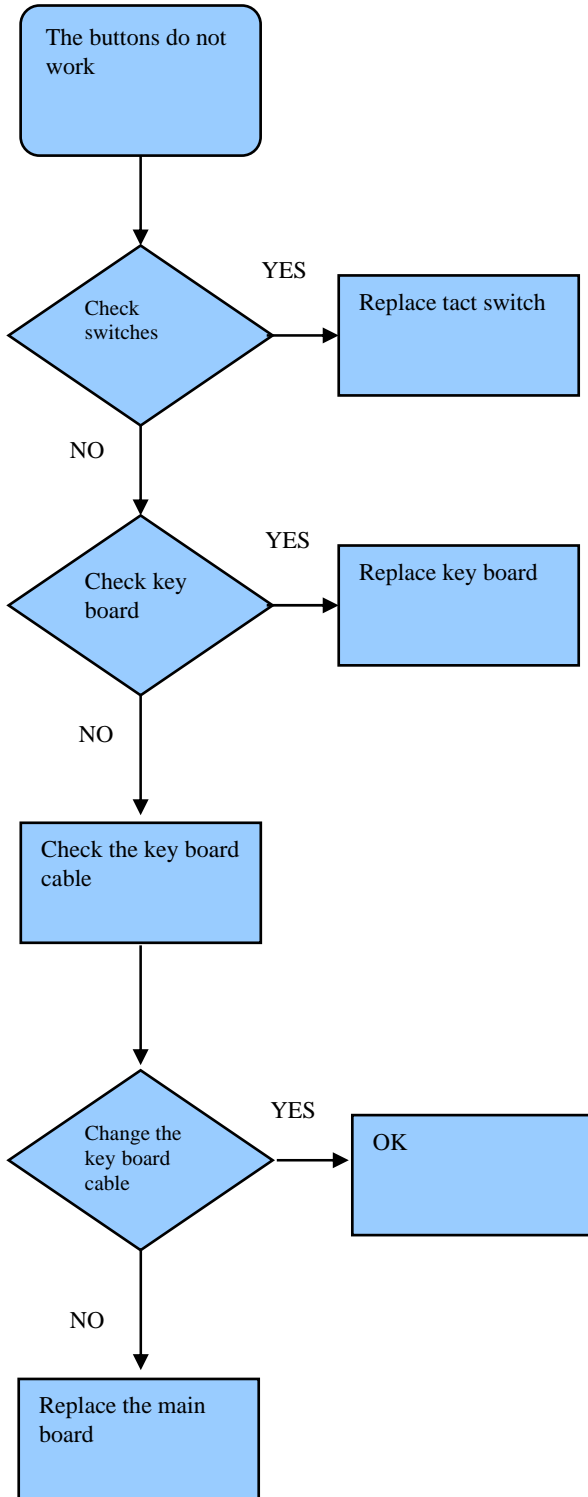 The buttons do not
work
YES
Check
switches
Replace tact switch
NO
YES
Check key
board
Replace key board
NO
Check the key board
cable
YES
Change the
key board
cable
OK
NO
Replace the main
board